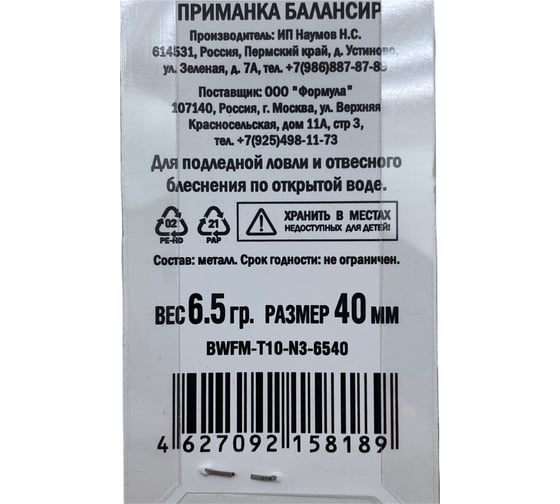 ПРИМАНКА БАЛАНСИР
Производитель: ИП Наумов Н.С.
614531, Россия, Пермский край, д. Устиново,
ул. Зеленая, д. 7А, тел. +7(986)887-87-89
Поставщик: ООО "Формула"
107140, Россия, г. Москва, ул. Верхняя
Красносельская, дом 11А, стр 3,
тел. +7(925)498-11-73
Для подледной ловли и отвесного
блеснения по открытой воде.
02
PE-HD
21
PAP
ХРАНИТЬ В МЕСТАХ
НЕДОСТУПНЫХ ДЛЯ ДЕТЕЙ!
Состав: металл. Срок годности: не ограничен.
ВЕС 6.5 гр. РАЗМЕР 40 ММ
BWFM-T10-N3-6540
4 627092 158189